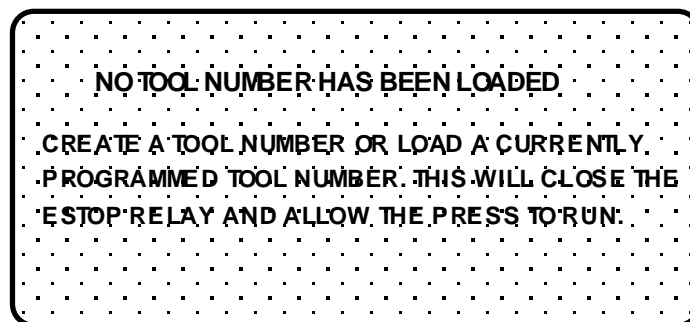 NO TOOL NUMBER HAS BEEN LOADED
CREATE A TOOL NUMBER OR LOAD A CURRENTLY
PROGRAMMED TOOL NUMBER. THIS WILL CLOSE THE
ESTOP RELAY AND ALLOW THE PRESS TO RUN.